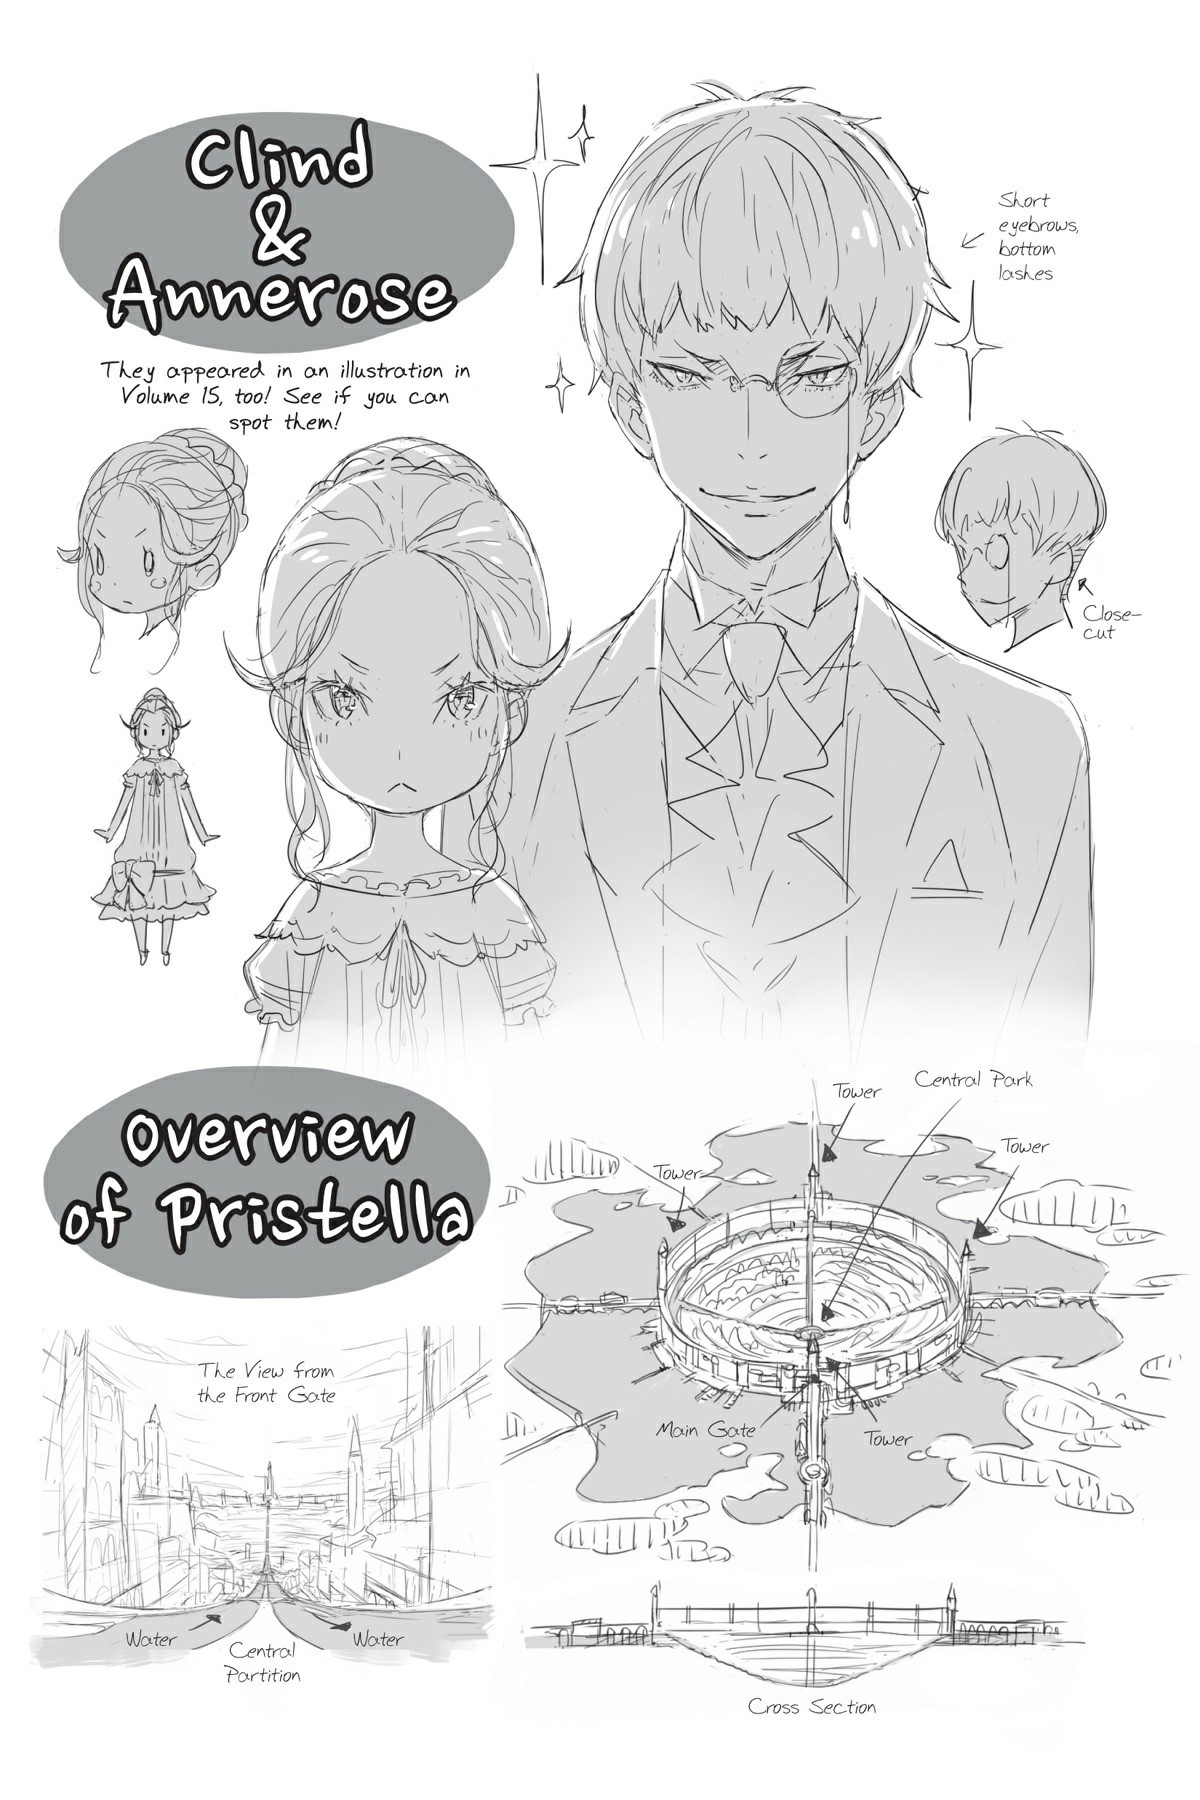 Clind
&
Annerose
They appeared in an illustration in
Volume 15, too! See if you can
spot them!
Short
eyebrows,
bottom
lashes
Close-
cut
Overview
of Pristella
Tower
Central Park
Tower
Tower
Main Gate
Tower
The View from
the Front Gate
Water
Central
Partition
Water
Cross Section